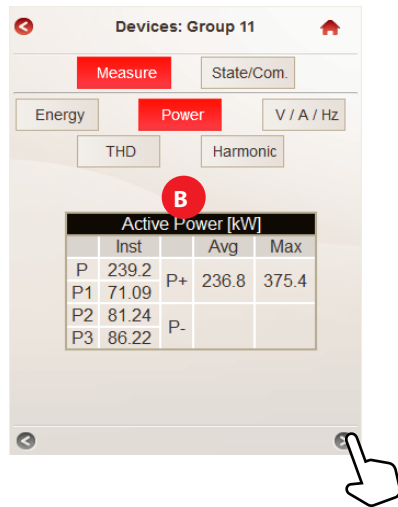 Devices: Group 11
Measure State/Com.
Energy Power V / A / Hz
THD Harmonic
B
Active Power [kW]
Inst Avg Max
P 239.2 P+ 236.8 375.4
P1 71.09
P2 81.24 P-
P3 86.22